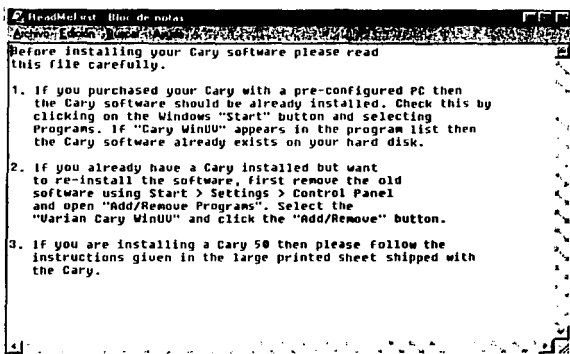 ReadMe1st - Bloc de notas
Archivo Edición Buscar Ayuda
Before installing your Cary software please read
this file carefully.
1. If you purchased your Cary with a pre-configured PC then
the Cary software should be already installed. Check this by
clicking on the Windows "Start" button and selecting
Programs. If "Cary WinUV" appears in the program list then
the Cary software already exists on your hard disk.
2. If you already have a Cary installed but want
to re-install the software, first remove the old
software using Start > Settings > Control Panel
and open "Add/Remove Programs". Select the
"Varian Cary WinUV" and click the "Add/Remove" button.
3. If you are installing a Cary 50 then please follow the
instructions given in the large printed sheet shipped with
the Cary.